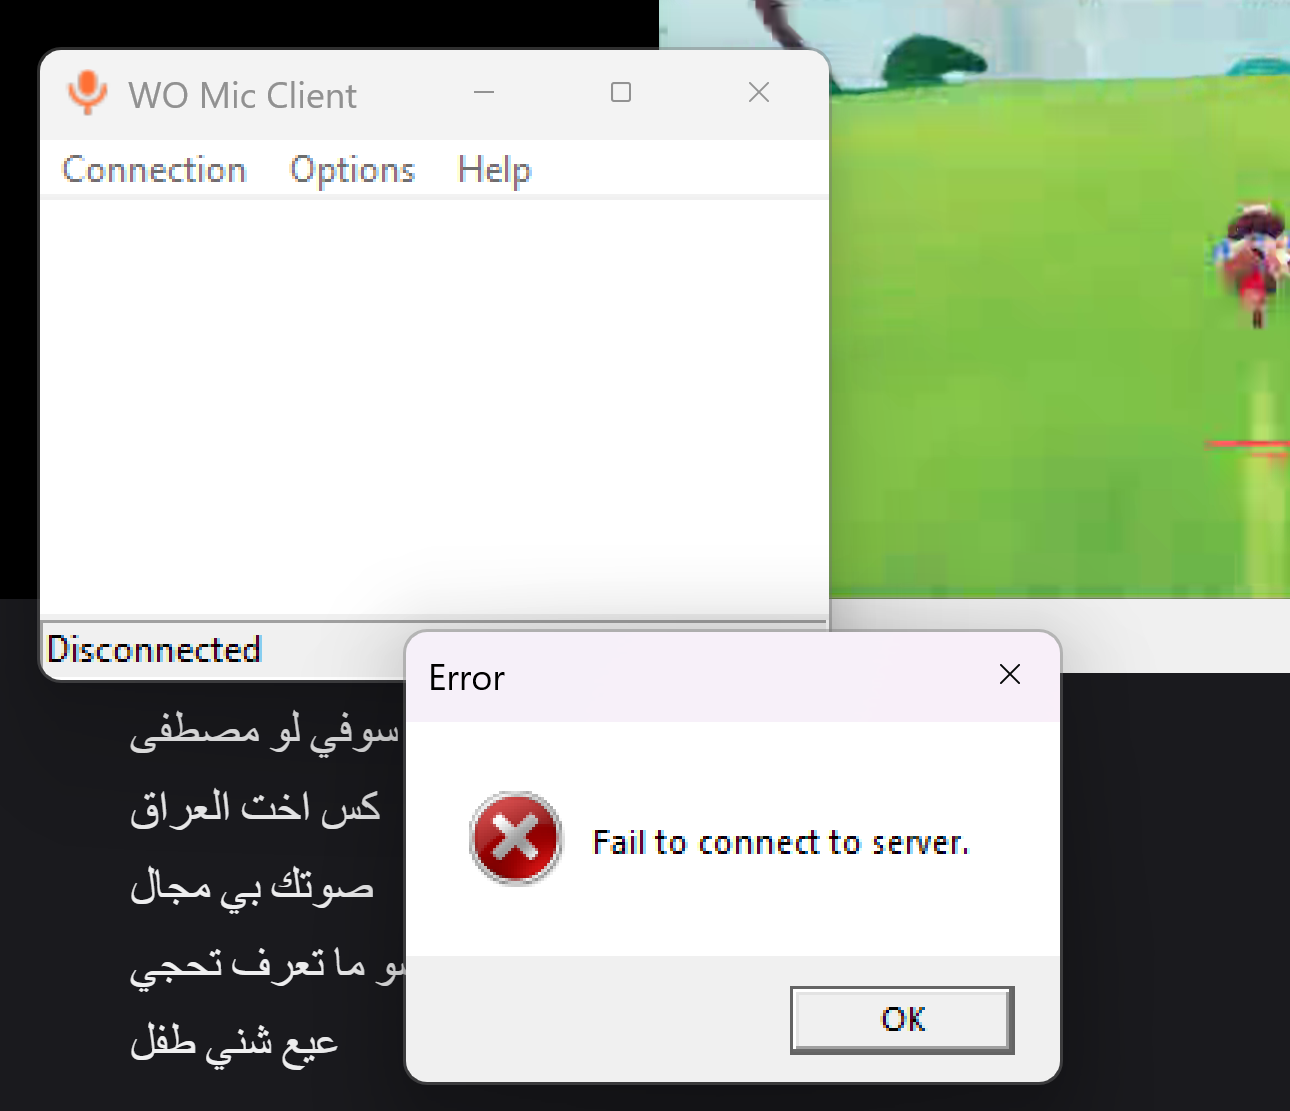 WO Mic Client
Connection Options Help
Disconnected
Error
Fail to connect to server.
OK
سوفي لو مصطفى
كس اخت العراق
صوتك بي مجال
ما تعرف تحجي
عيع شني طفل